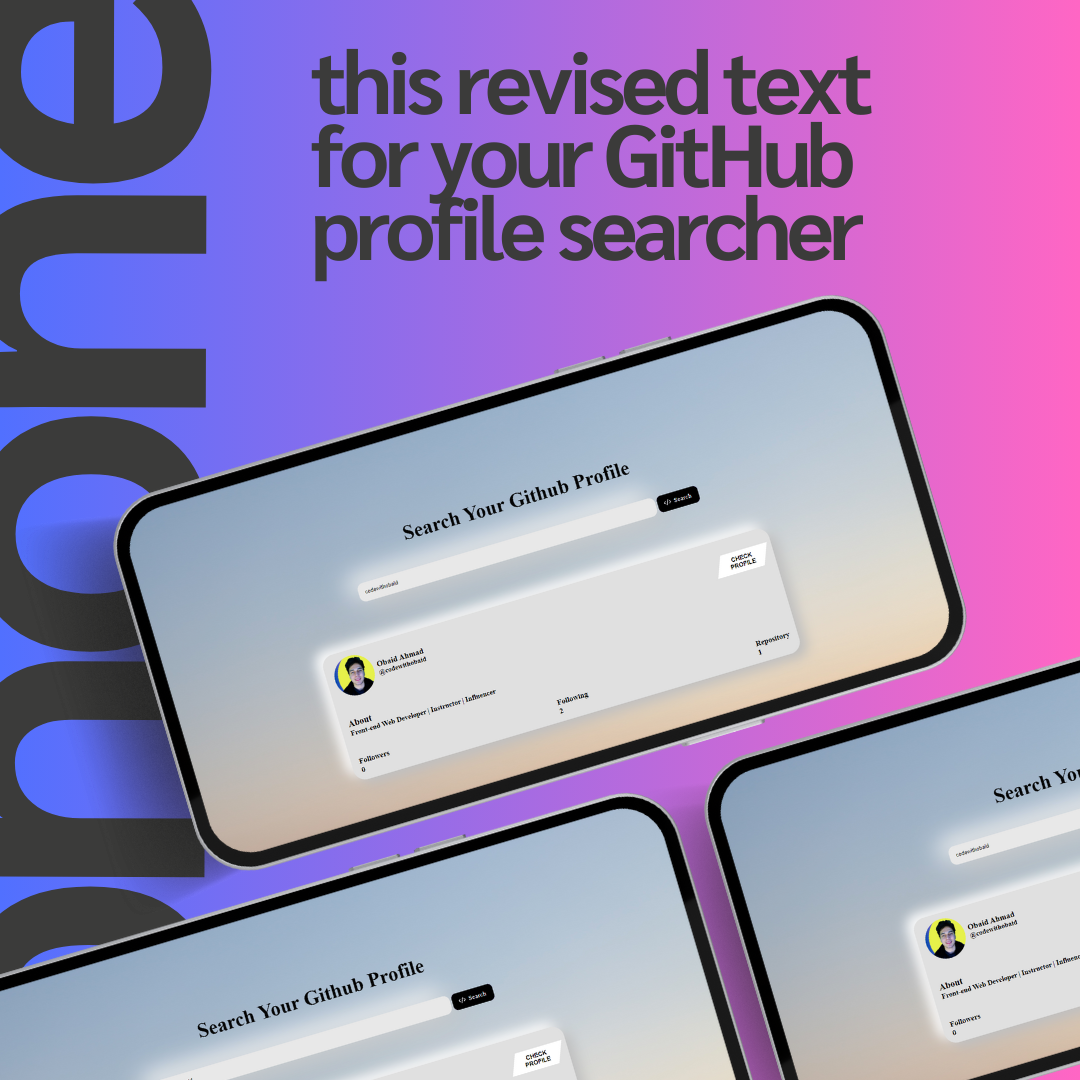 phone
this revised text
for your GitHub
profile searcher
Search Your Github Profile
codewithobaid
</> Search
CHECK
PROFILE
Obaid Ahmad
@codewithobaid
About
Front-end Web Developer | Instructor | Influencer
Followers
0
Following
2
Repository
1
Search Your Github Profile
</> Search
CHECK
PROFILE
Search You
codewithobaid
Obaid Ahmad
@codewithobaid
About
Front-end Web Developer | Instructor | Influenc
Followers
0